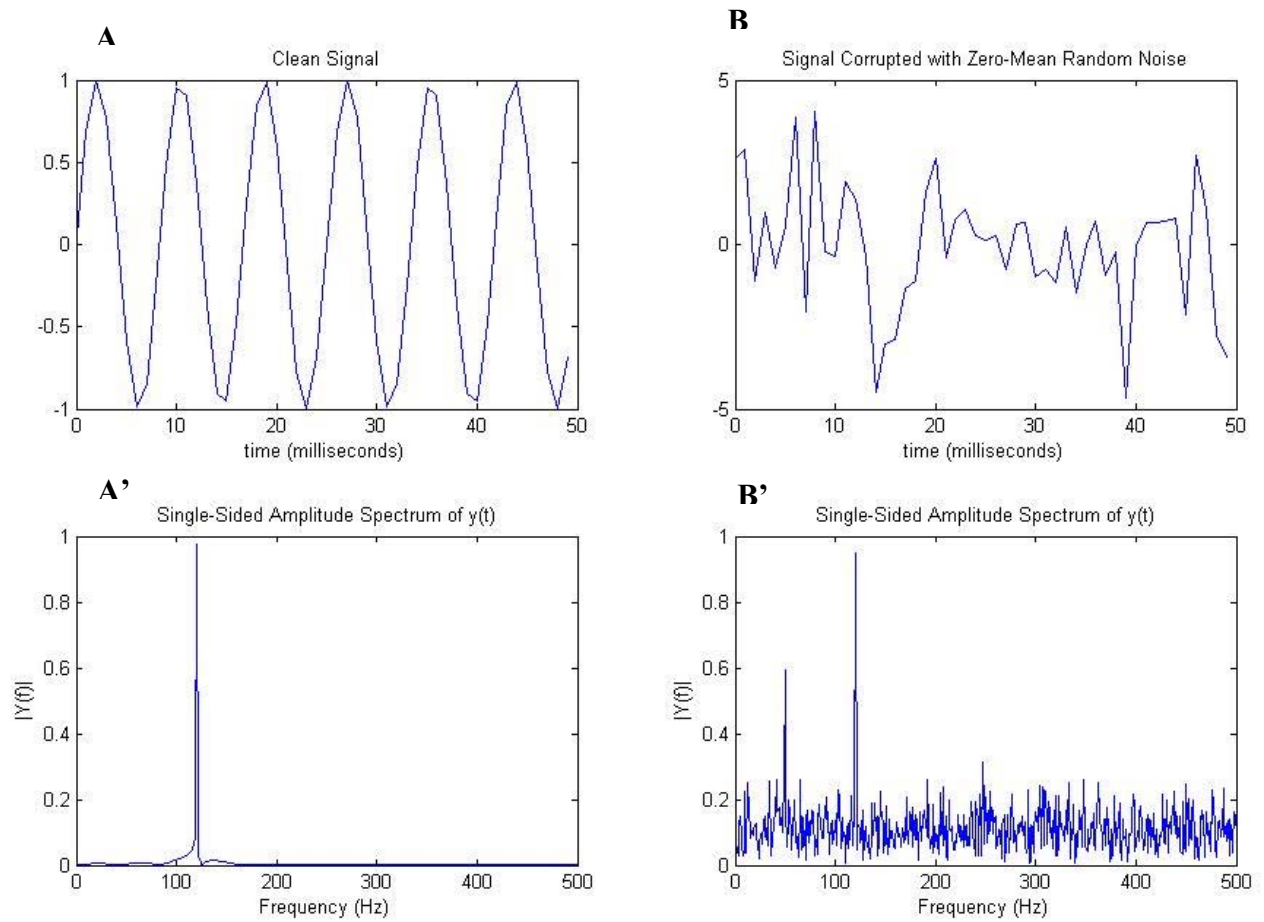 A
Clean Signal
1
0.5
0
-0.5
-1
0 10 20 30 40 50
time (milliseconds)
B
Signal Corrupted with Zero-Mean Random Noise
5
0
-5
0 10 20 30 40 50
time (milliseconds)
A’
Single-Sided Amplitude Spectrum of y(t)
|Y(f)|
1
0.8
0.6
0.4
0.2
0
0 100 200 300 400 500
Frequency (Hz)
B’
Single-Sided Amplitude Spectrum of y(t)
|Y(f)|
1
0.8
0.6
0.4
0.2
0
0 100 200 300 400 500
Frequency (Hz)